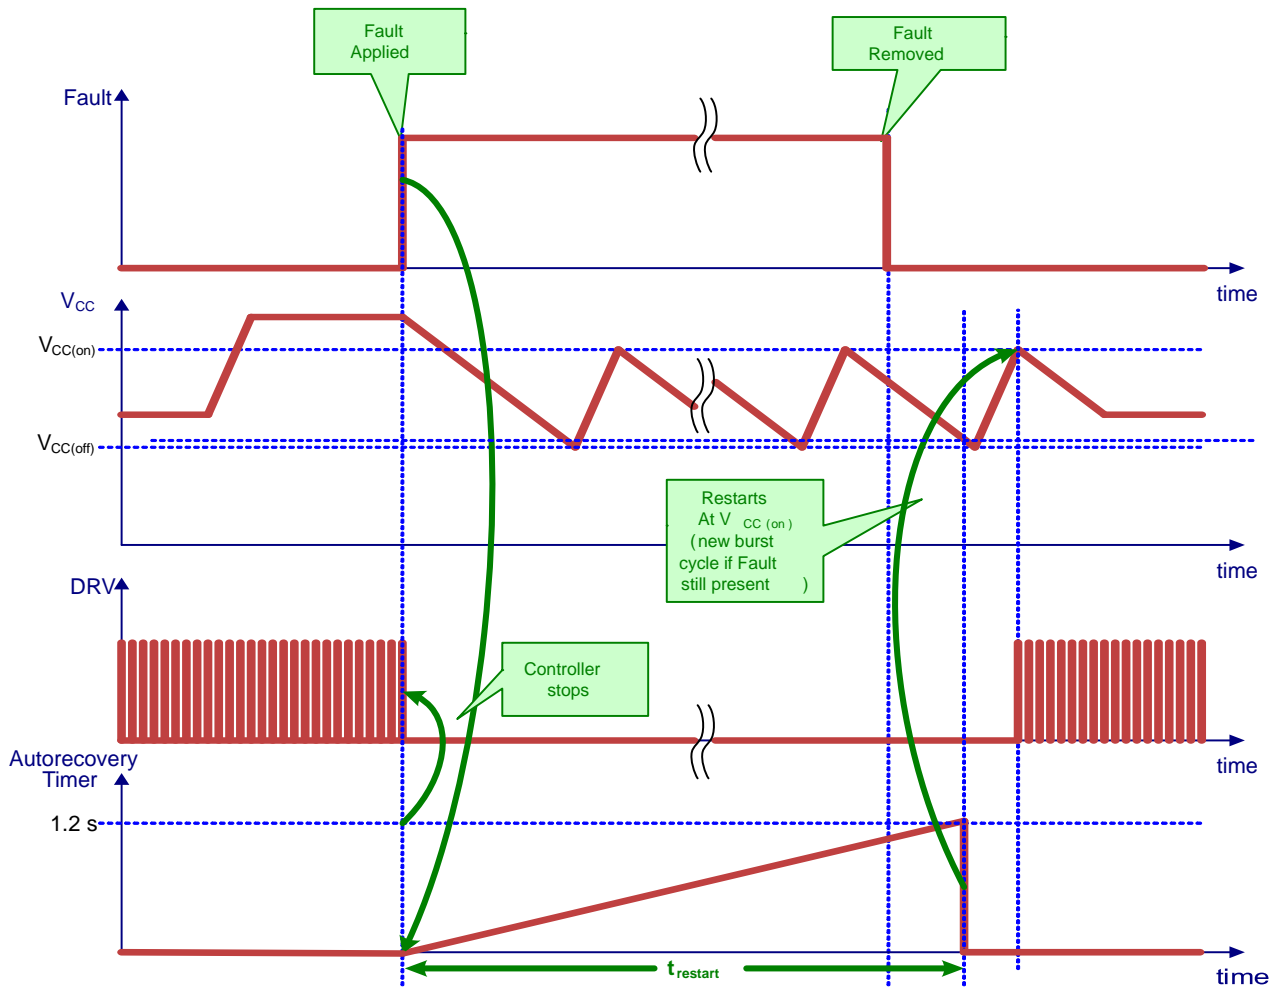 Fault
Applied
Fault
Removed
Fault
time
VCC
VCC(on)
VCC(off)
Restarts
At V CC (on)
(new burst
cycle if Fault
still present )
time
DRV
Controller
stops
time
Autorecovery
Timer
1.2 s
trestart
time